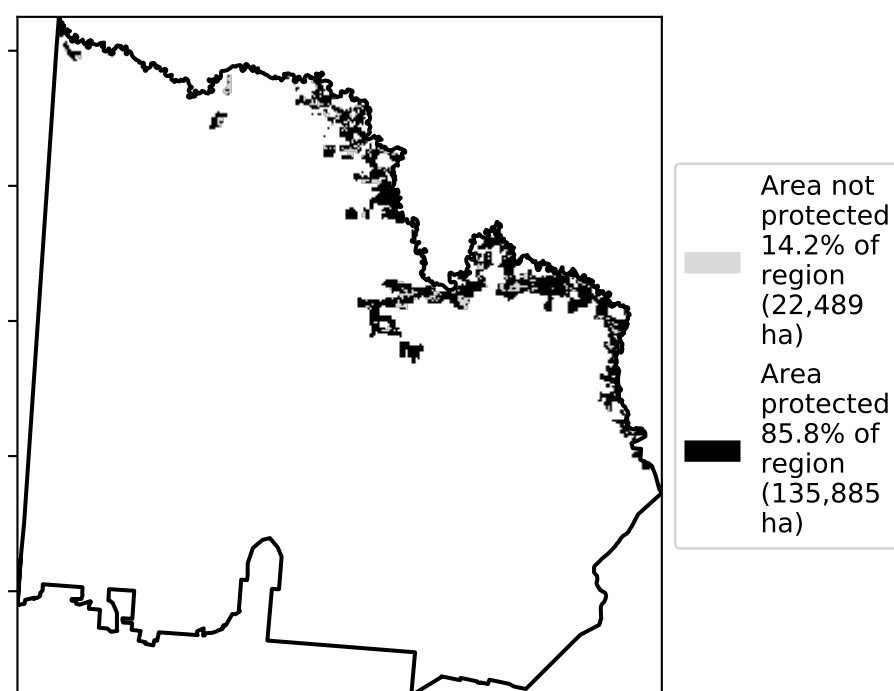 Area not
protected
14.2% of
region
(22,489
ha)
Area
protected
85.8% of
region
(135,885
ha)